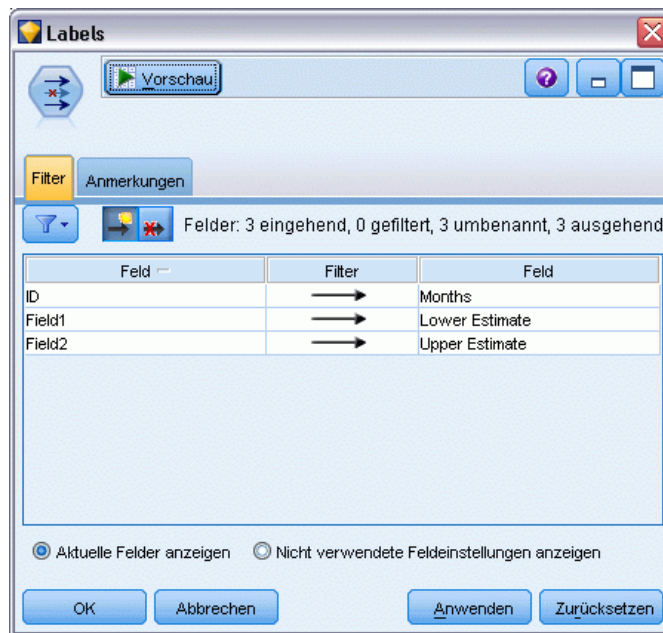 Labels
Vorschau
Filter Anmerkungen
Felder: 3 eingehend, 0 gefiltert, 3 umbenannt, 3 ausgehend
Feld Filter Feld
ID Months
Field1 Lower Estimate
Field2 Upper Estimate
Aktuelle Felder anzeigen Nicht verwendete Feldeinstellungen anzeigen
OK Abbrechen Anwenden Zurücksetzen